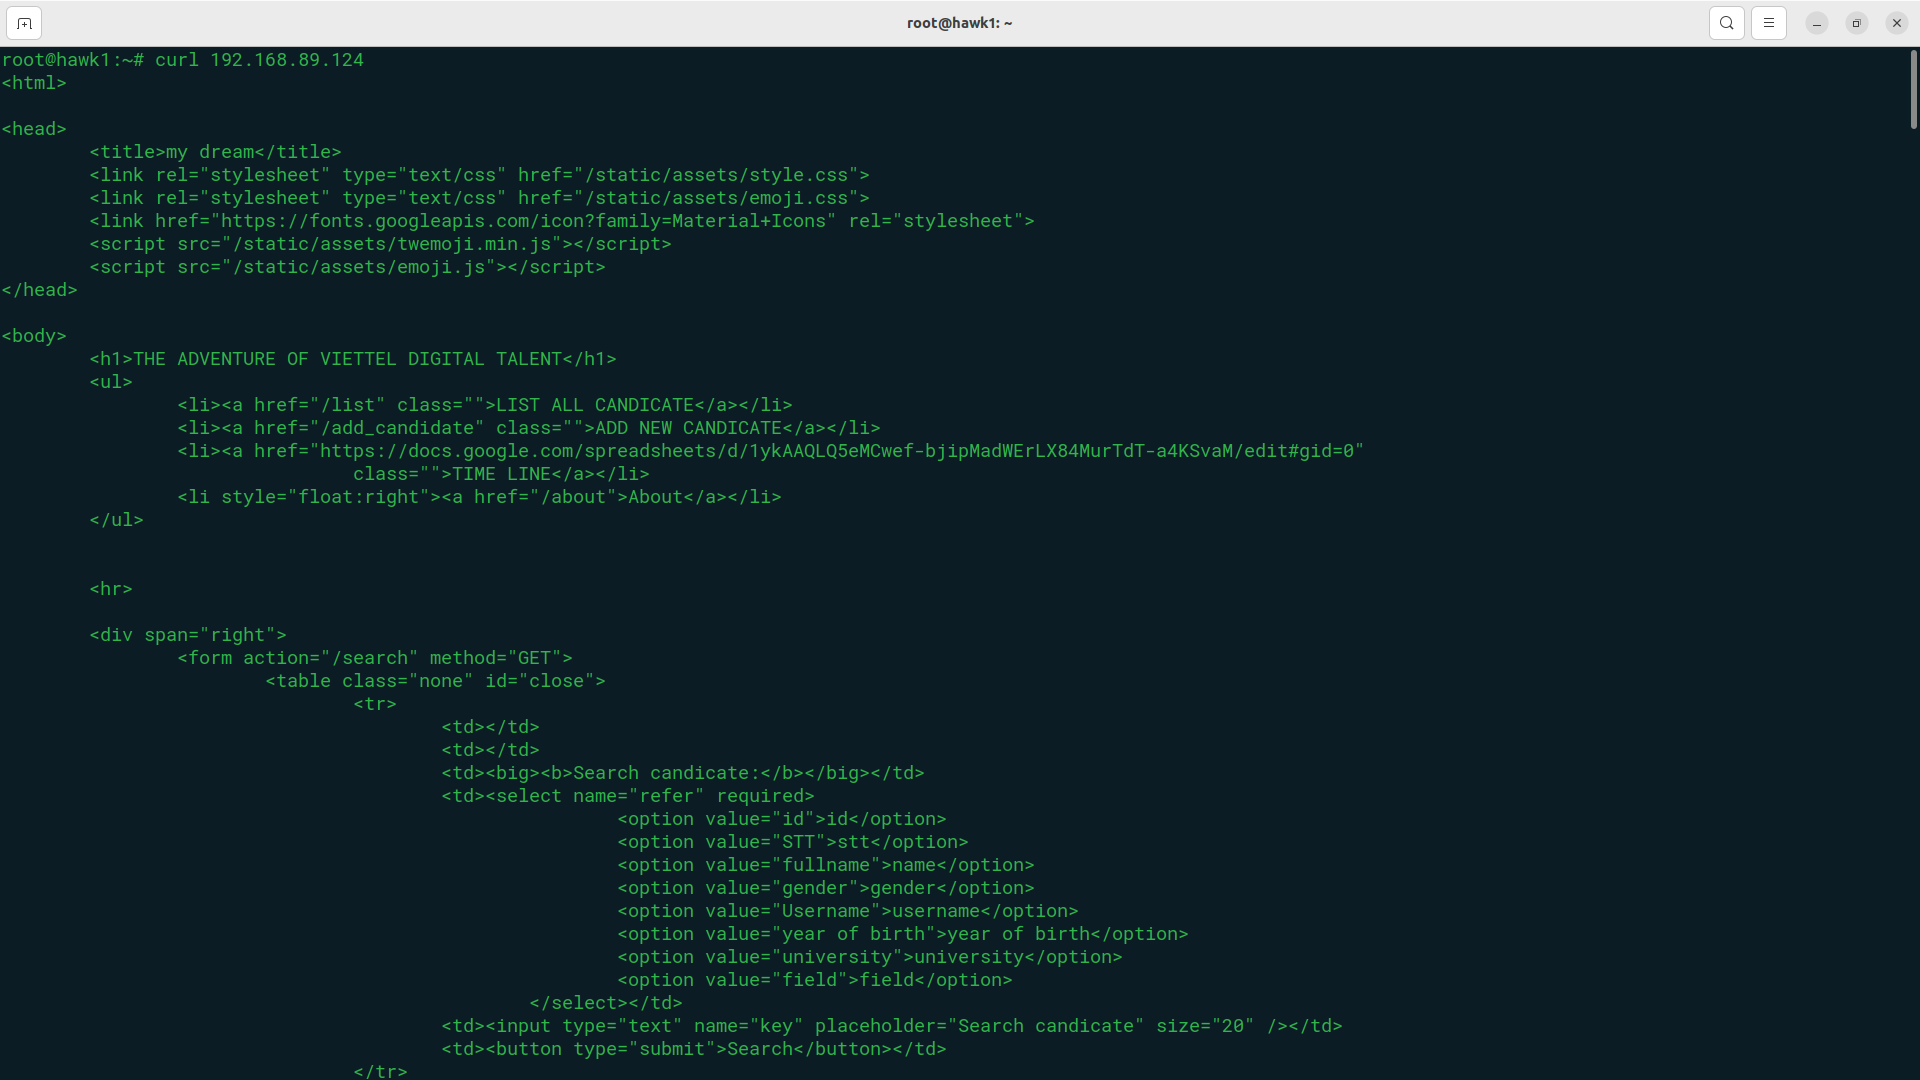 root@hawk1: ~
root@hawk1:~# curl 192.168.89.124
<html>
<head>
<title>my dream</title>
<link rel="stylesheet" type="text/css" href="/static/assets/style.css">
<link rel="stylesheet" type="text/css" href="/static/assets/emoji.css">
<link href="https://fonts.googleapis.com/icon?family=Material+Icons" rel="stylesheet">
<script src="/static/assets/twemoji.min.js"></script>
<script src="/static/assets/emoji.js"></script>
</head>
<body>
<h1>THE ADVENTURE OF VIETTEL DIGITAL TALENT</h1>
<ul>
<li><a href="/list" class="">LIST ALL CANDICATE</a></li>
<li><a href="/add_candidate" class="">ADD NEW CANDICATE</a></li>
<li><a href="https://docs.google.com/spreadsheets/d/1ykAAQLQ5eMCwef-bjipMadWErLX84MurTdT-a4KSvaM/edit#gid=0"
class="">TIME LINE</a></li>
<li style="float:right"><a href="/about">About</a></li>
</ul>
<hr>
<div span="right">
<form action="/search" method="GET">
<table class="none" id="close">
<tr>
<td></td>
<td></td>
<td><big><b>Search candicate:</b></big></td>
<td><select name="refer" required>
<option value="id">id</option>
<option value="STT">stt</option>
<option value="fullname">name</option>
<option value="gender">gender</option>
<option value="Username">username</option>
<option value="year of birth">year of birth</option>
<option value="university">university</option>
<option value="field">field</option>
</select></td>
<td><input type="text" name="key" placeholder="Search candicate" size="20" /></td>
<td><button type="submit">Search</button></td>
</tr>